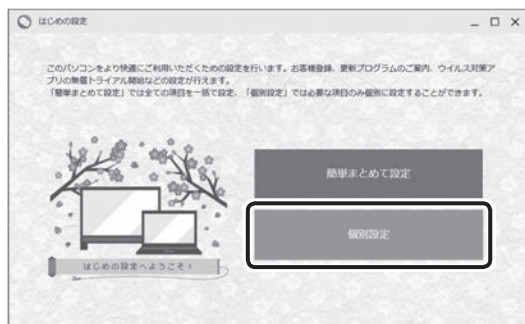 はじめの設定
このパソコンをより快適にご利用いただくための設定を行います。お客様登録、更新プログラムのご案内、ウイルス対策ア
プリの無償トライアル開始などの設定が行えます。
「簡単まとめて設定」では全ての項目を一括で設定、「個別設定」では必要な項目のみ個別に設定することができます。
簡単まとめて設定
個別設定
はじめの設定へようこそ！